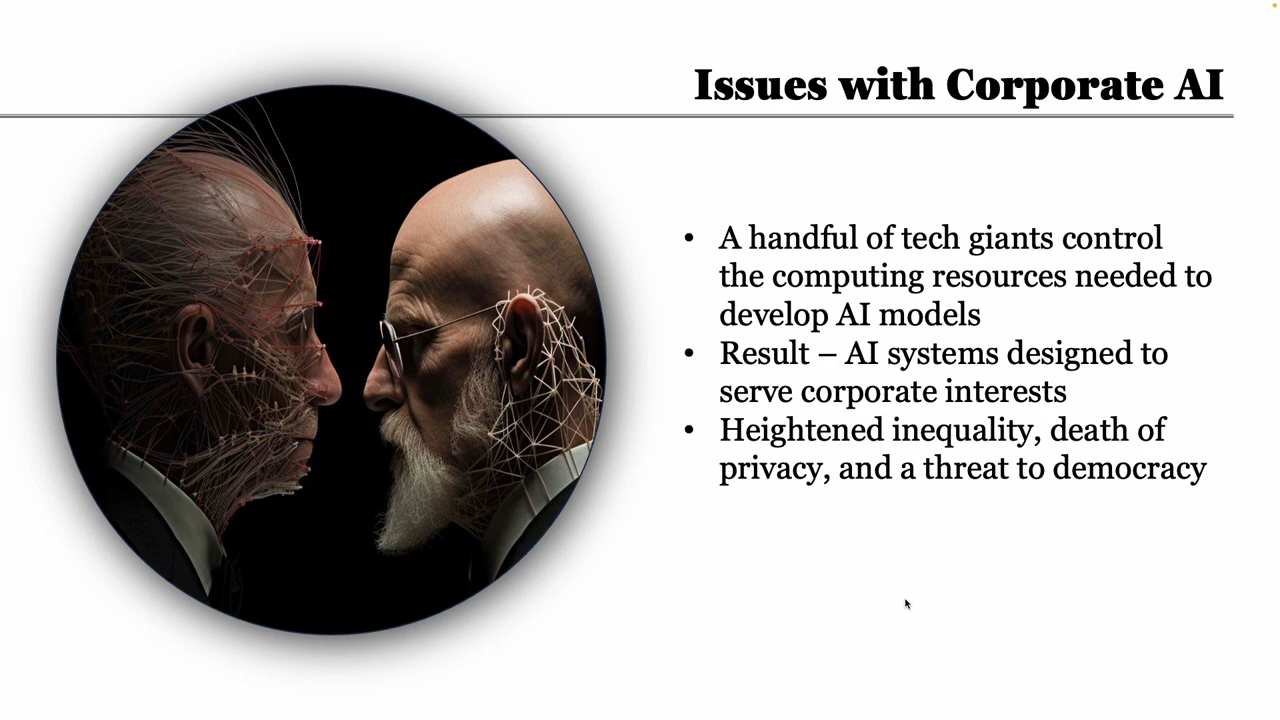 Issues with Corporate AI
• A handful of tech giants control
the computing resources needed to
develop AI models
• Result – AI systems designed to
serve corporate interests
• Heightened inequality, death of
privacy, and a threat to democracy